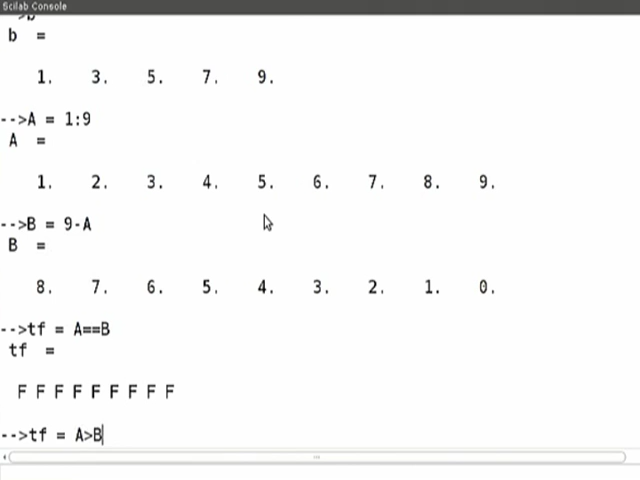 Scilab Console
b =
1. 3. 5. 7. 9.
-->A = 1:9
A =
1. 2. 3. 4. 5. 6. 7. 8. 9.
-->B = 9-A
B =
8. 7. 6. 5. 4. 3. 2. 1. 0.
-->tf = A==B
tf =
F F F F F F F F F
-->tf = A>B